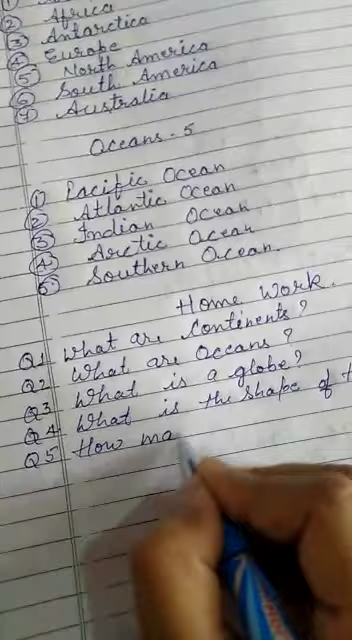 ② Africa
③ Antarctica
④ Europe
⑤ North America
⑥ South America
⑦ Australia
Oceans - 5
① Pacific Ocean
② Atlantic Ocean
③ Indian Ocean
④ Arctic Ocean
⑤ Southern Ocean.
Home Work.
Q1 What are Continents?
Q2 What are Oceans?
Q3 What is a globe?
Q4 What is the shape of
Q5 How ma